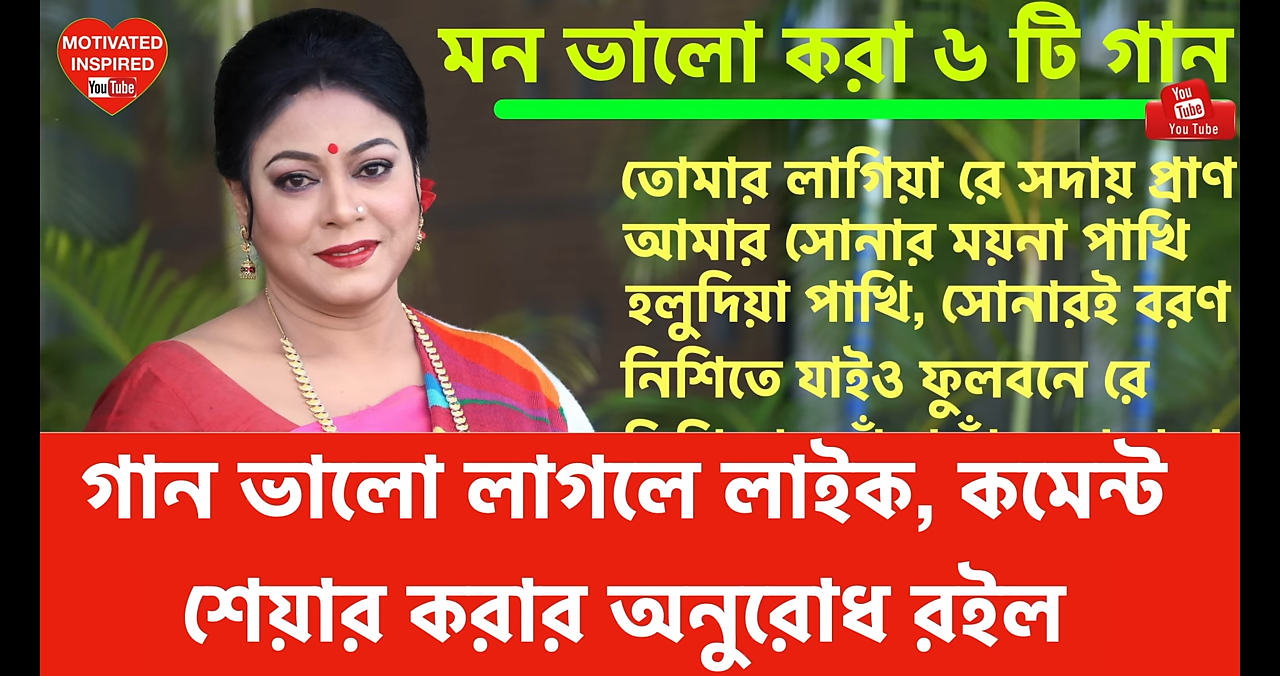 MOTIVATED
INSPIRED
YouTube
মন ভালো করা ৬ টি গান
You
Tube
You Tube
তোমার লাগিয়া রে সদায় প্রাণ
আমার সোনার ময়না পাখি
হলুদিয়া পাখি, সোনারই বরণ
নিশিতে যাইও ফুলবনে রে
গান ভালো লাগলে লাইক, কমেন্ট
শেয়ার করার অনুরোধ রইল